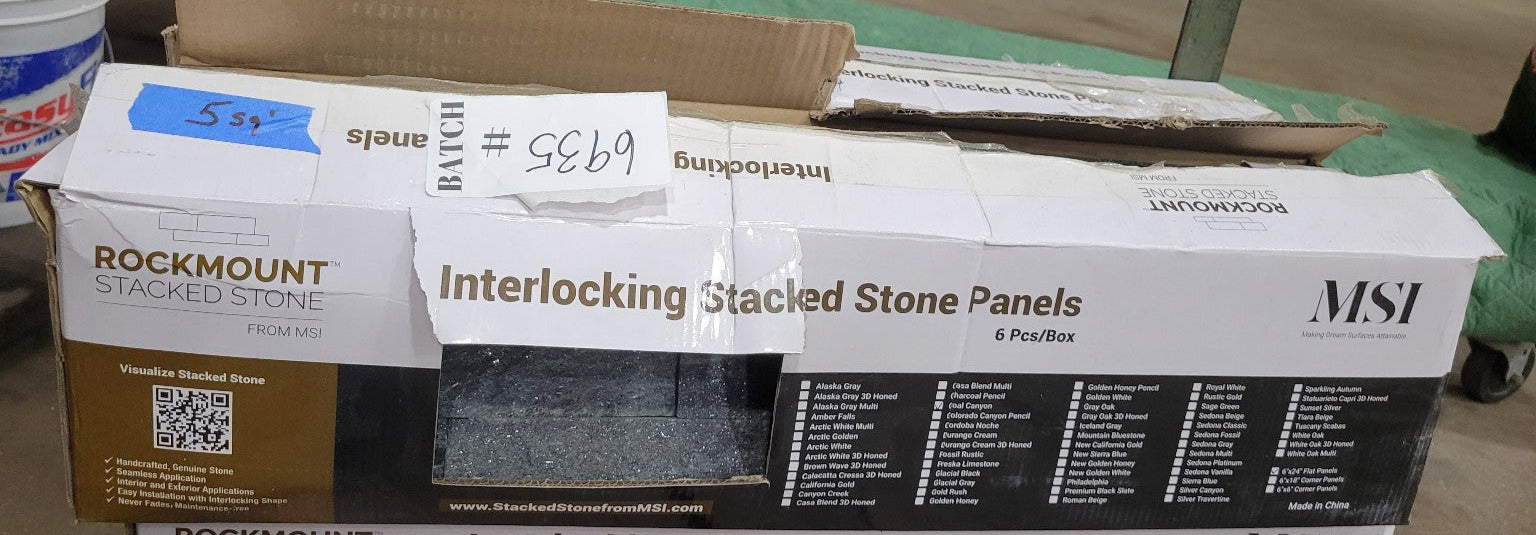 5 sq'
Interlocking
anels
BATCH
# 6935
ROCKMOUNT
STACKED STONE
FROM MSI
erlocking Stacked Stone Pa
ROCKMOUNT™
STACKED STONE
FROM MSI
Interlocking Stacked Stone Panels
6 Pcs/Box
MSI
Making Dream Surfaces Attainable
Visualize Stacked Stone
✓ Handcrafted, Genuine Stone
✓ Seamless Application
✓ Interior and Exterior Applications
✓ Easy Installation with Interlocking Shape
✓ Never Fades, Maintenance-Free
www.StackedStonefromMSI.com
Alaska Gray
Alaska Gray 3D Honed
Alaska Gray Multi
Amber Falls
Arctic White Multi
Arctic Golden
Arctic White
Arctic White 3D Honed
Brown Wave 3D Honed
Calacatta Cressa 3D Honed
California Gold
Canyon Creek
Casa Blend 3D Honed
Casa Blend Multi
Charcoal Pencil
Coal Canyon
Colorado Canyon Pencil
Cordoba Noche
Durango Cream
Durango Cream 3D Honed
Fossil Rustic
Freska Limestone
Glacial Black
Glacial Gray
Gold Rush
Golden Honey
Golden Honey Pencil
Golden White
Gray Oak
Gray Oak 3D Honed
Iceland Gray
Mountain Bluestone
New California Gold
New Sierra Blue
New Golden Honey
New Golden White
Philadelphia
Premium Black Slate
Roman Beige
Royal White
Rustic Gold
Sage Green
Sedona Beige
Sedona Classic
Sedona Fossil
Sedona Gray
Sedona Multi
Sedona Platinum
Sedona Vanilla
Sierra Blue
Silver Canyon
Silver Travertine
Sparkling Autumn
Statuarieto Capri 3D Honed
Sunset Silver
Tiara Beige
Tuscany Scabas
White Oak
White Oak 3D Honed
White Oak Multi
6"x24" Flat Panels
6"x18" Corner Panels
6"x6" Corner Panels
Made in China
ROCKMOUNT